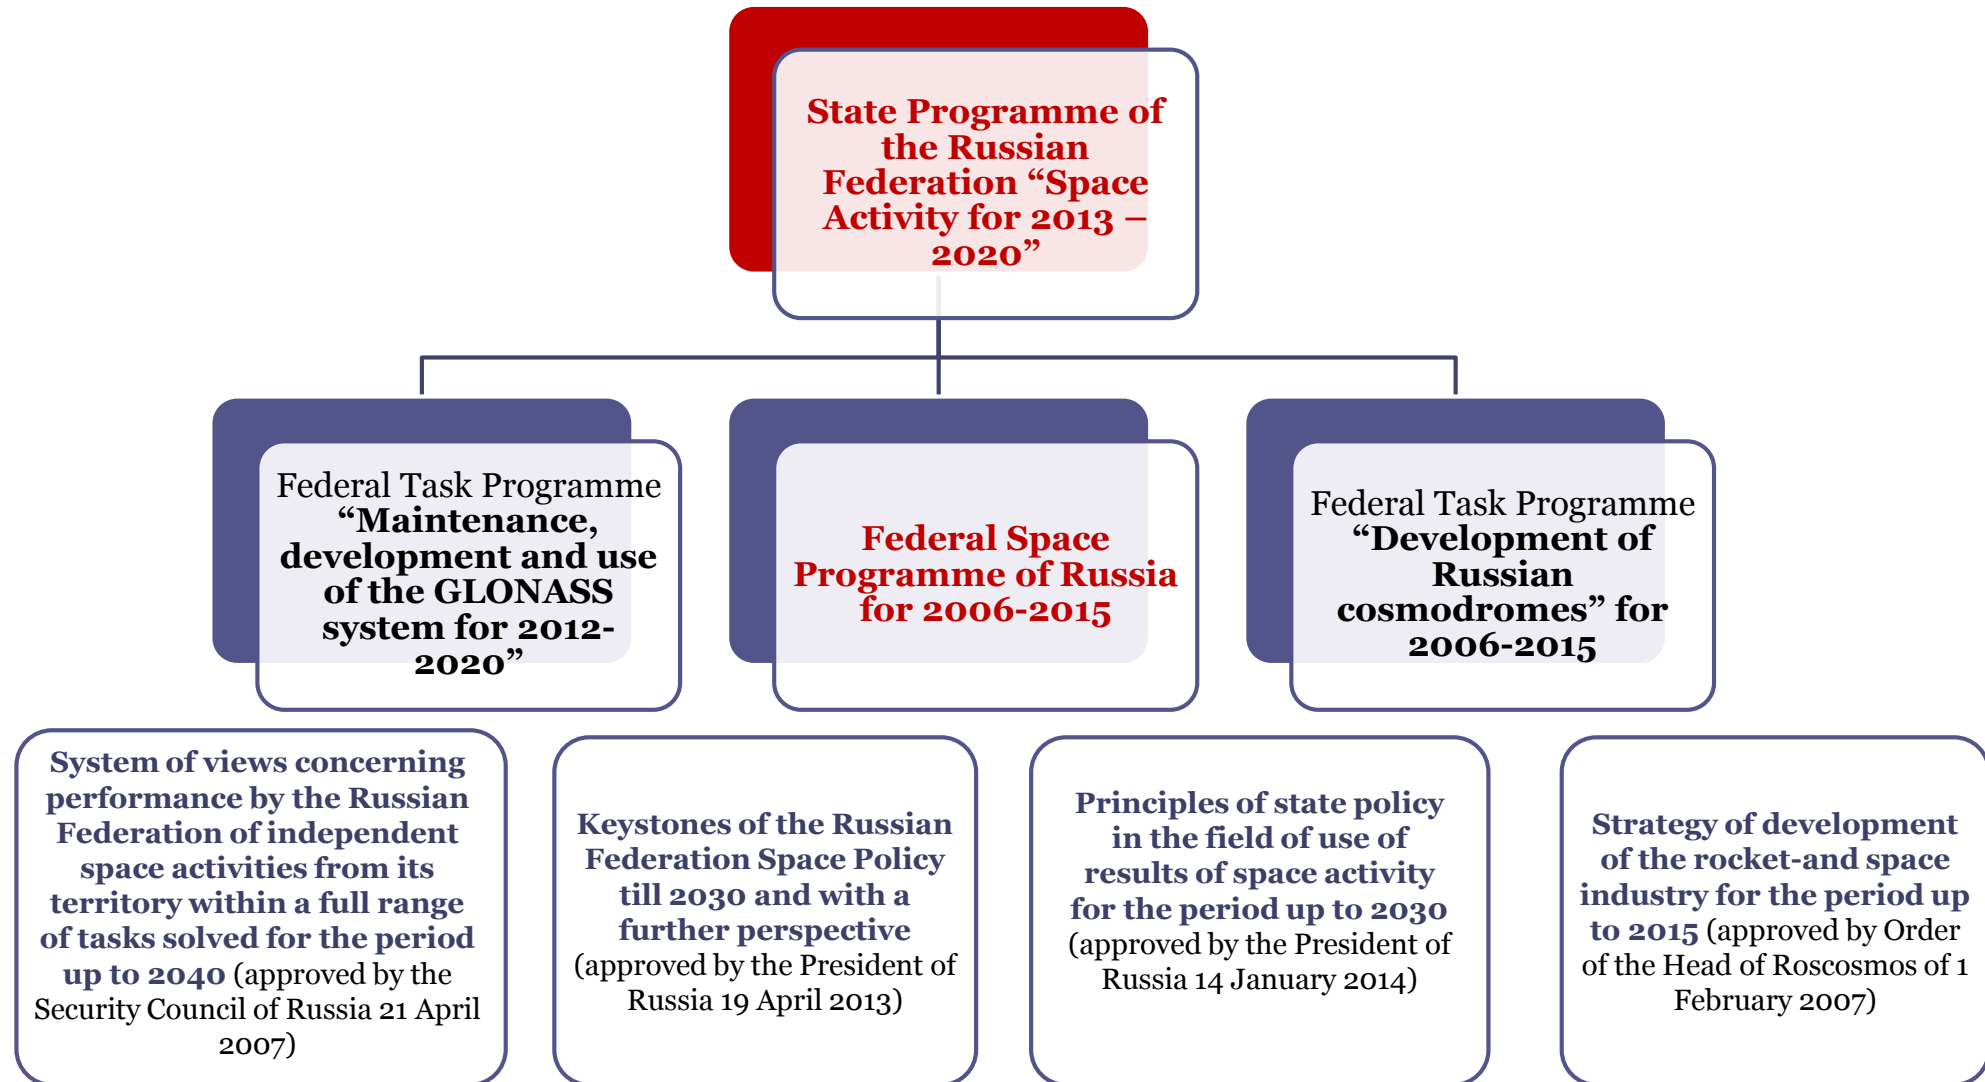 State Programme of
the Russian
Federation “Space
Activity for 2013 –
2020”
Federal Task Programme
“Maintenance,
development and use
of the GLONASS
system for 2012-
2020”
Federal Space
Programme of Russia
for 2006-2015
Federal Task Programme
“Development of
Russian
cosmodromes” for
2006-2015
System of views concerning
performance by the Russian
Federation of independent
space activities from its
territory within a full range
of tasks solved for the period
up to 2040 (approved by the
Security Council of Russia 21 April
2007)
Keystones of the Russian
Federation Space Policy
till 2030 and with a
further perspective
(approved by the President of
Russia 19 April 2013)
Principles of state policy
in the field of use of
results of space activity
for the period up to 2030
(approved by the President of
Russia 14 January 2014)
Strategy of development
of the rocket-and space
industry for the period up
to 2015 (approved by Order
of the Head of Roscosmos of 1
February 2007)